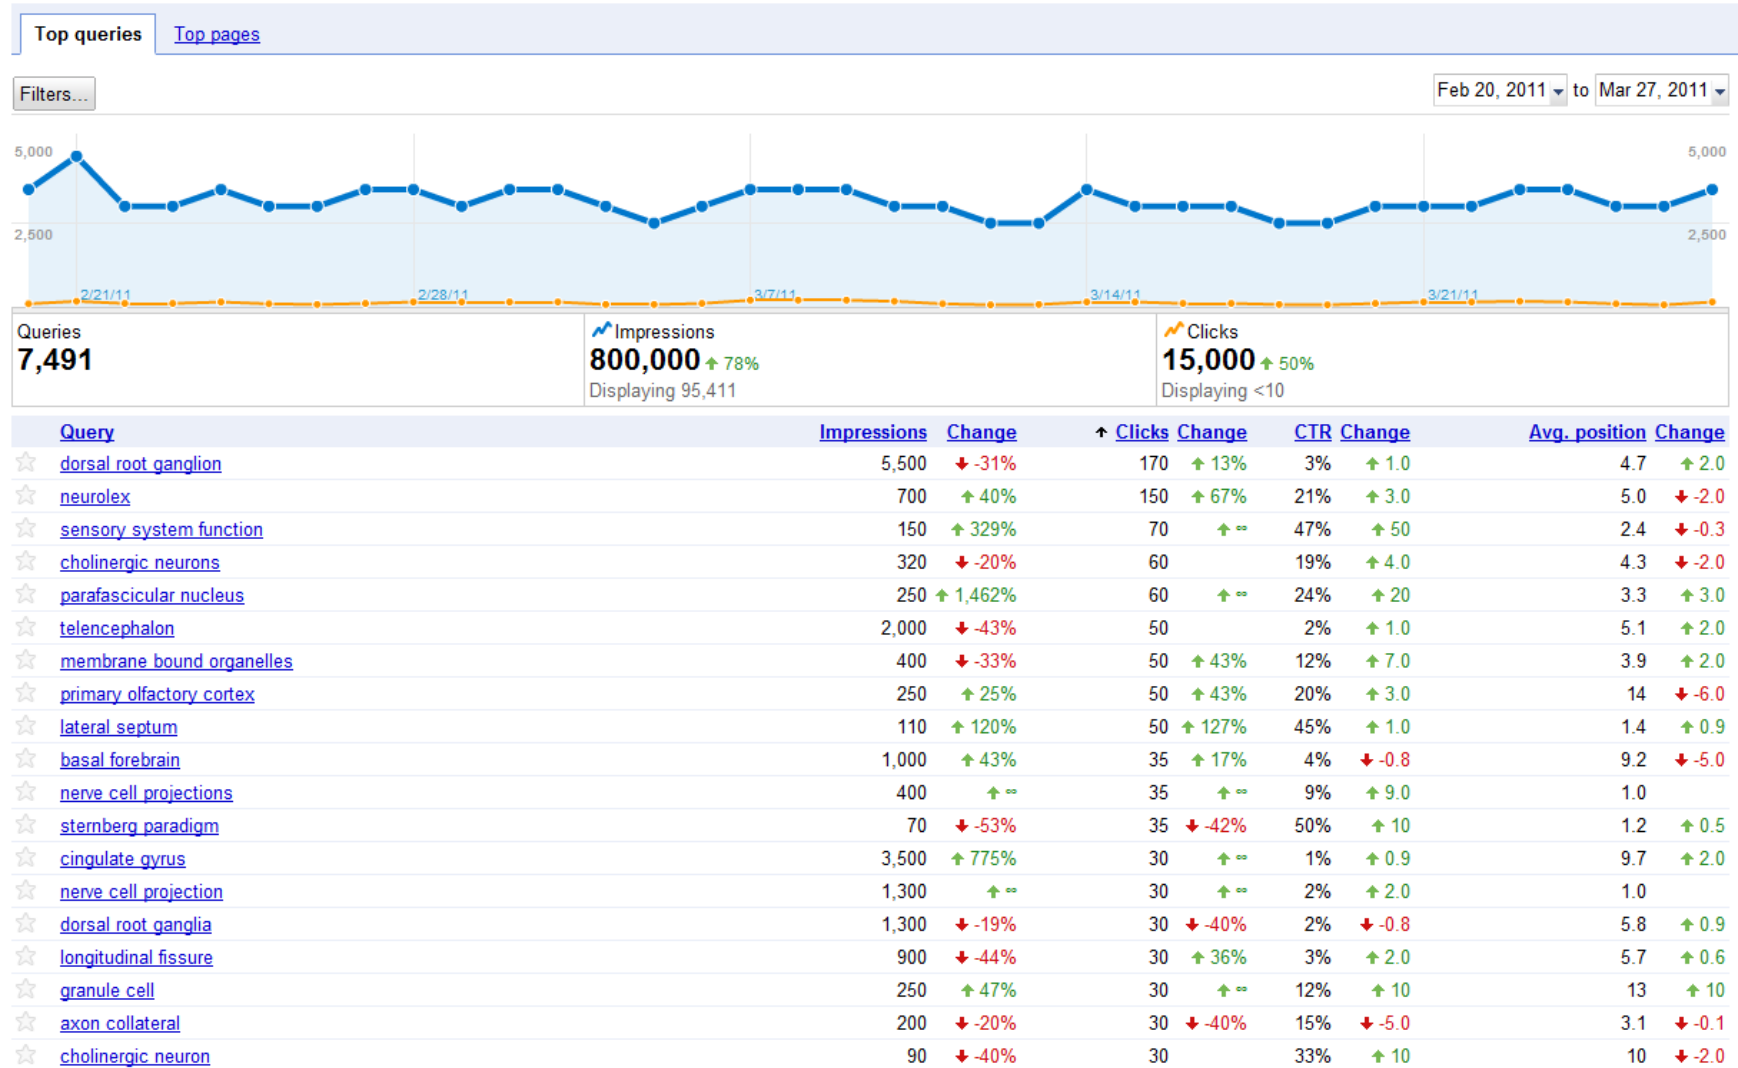 Top queries Top pages
Filters... Feb 20, 2011 to Mar 27, 2011
5,000 5,000
2,500 2,500
2/21/11 2/28/11 3/7/11 3/14/11 3/21/11
Queries Impressions Clicks
7,491 800,000 78% 15,000 50%
Displaying 95,411 Displaying <10
Query Impressions Change Clicks Change CTR Change Avg. position Change
dorsal root ganglion 5,500 -31% 170 13% 3% 1.0 4.7 2.0
neurolex 700 40% 150 67% 21% 3.0 5.0 -2.0
sensory system function 150 329% 70 ∞ 47% 50 2.4 -0.3
cholinergic neurons 320 -20% 60 19% 4.0 4.3 -2.0
parafascicular nucleus 250 1,462% 60 ∞ 24% 20 3.3 3.0
telencephalon 2,000 -43% 50 2% 1.0 5.1 2.0
membrane bound organelles 400 -33% 50 43% 12% 7.0 3.9 2.0
primary olfactory cortex 250 25% 50 43% 20% 3.0 14 -6.0
lateral septum 110 120% 50 127% 45% 1.0 1.4 0.9
basal forebrain 1,000 43% 35 17% 4% -0.8 9.2 -5.0
nerve cell projections 400 ∞ 35 ∞ 9% 9.0 1.0
sternberg paradigm 70 -53% 35 -42% 50% 10 1.2 0.5
cingulate gyrus 3,500 775% 30 ∞ 1% 0.9 9.7 2.0
nerve cell projection 1,300 ∞ 30 ∞ 2% 2.0 1.0
dorsal root ganglia 1,300 -19% 30 -40% 2% -0.8 5.8 0.9
longitudinal fissure 900 -44% 30 36% 3% 2.0 5.7 0.6
granule cell 250 47% 30 ∞ 12% 10 13 10
axon collateral 200 -20% 30 -40% 15% -5.0 3.1 -0.1
cholinergic neuron 90 -40% 30 33% 10 10 -2.0